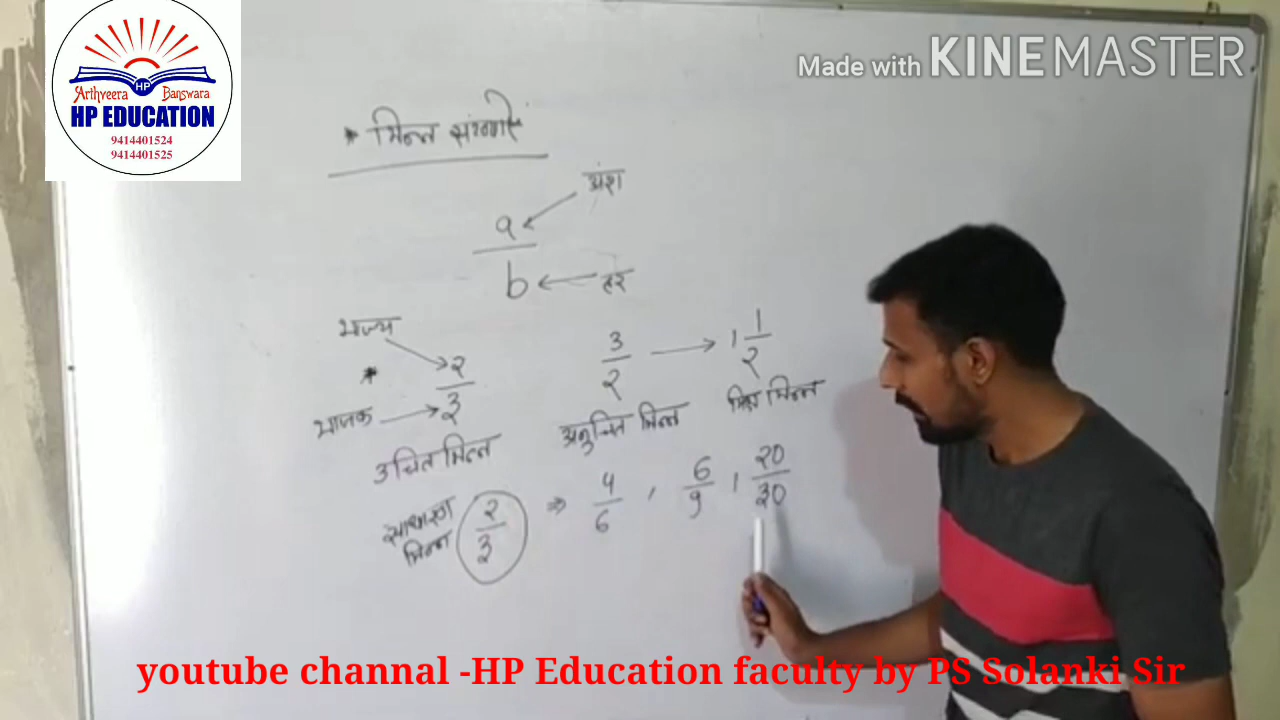 Made with KINEMASTER
HP
Arthveera Banswara
HP EDUCATION
9414401524
9414401525
* भिन्न संख्याएं
अंश
a
b
हर
भाज्य
*
2
3
भाजक
उचित भिन्न
3
2
अनुचित भिन्न
1 1
2
मिश्र भिन्न
साधारण
भिन्न
2
3
⇒
4
6
,
6
9
,
20
30
youtube channal -HP Education faculty by PS Solanki Sir